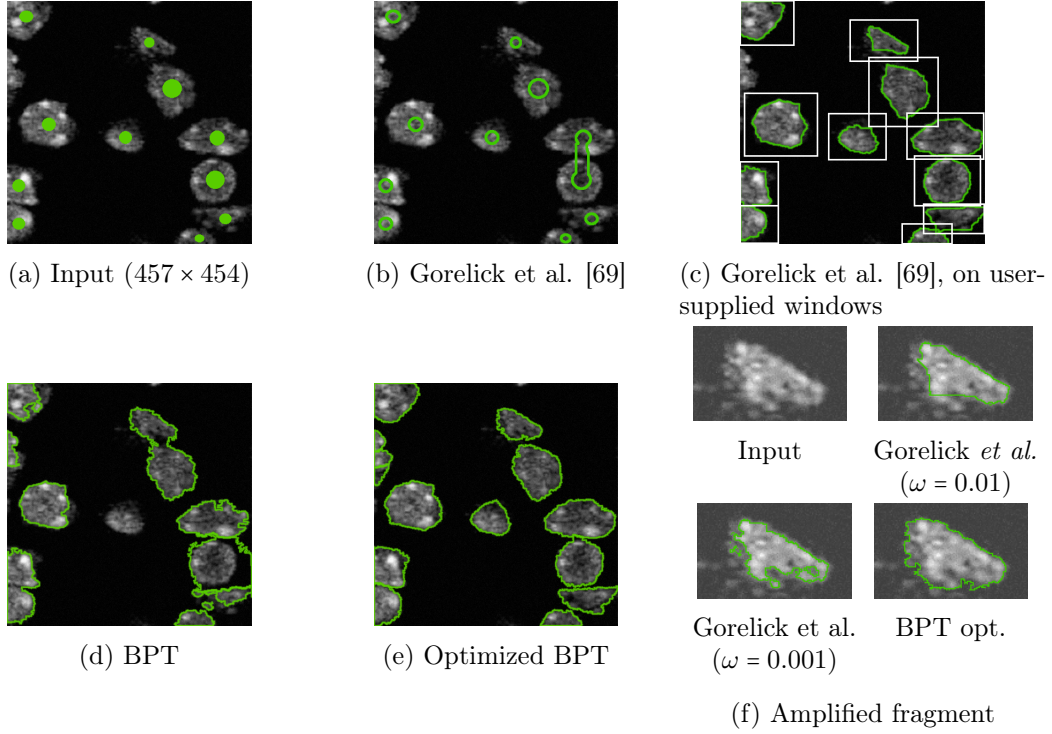 (a) Input (457 × 454)
(b) Gorelick et al. [69]
(c) Gorelick et al. [69], on user-
supplied windows
Input
Gorelick et al.
(ω = 0.01)
Gorelick et al.
(ω = 0.001)
BPT opt.
(d) BPT
(e) Optimized BPT
(f) Amplified fragment